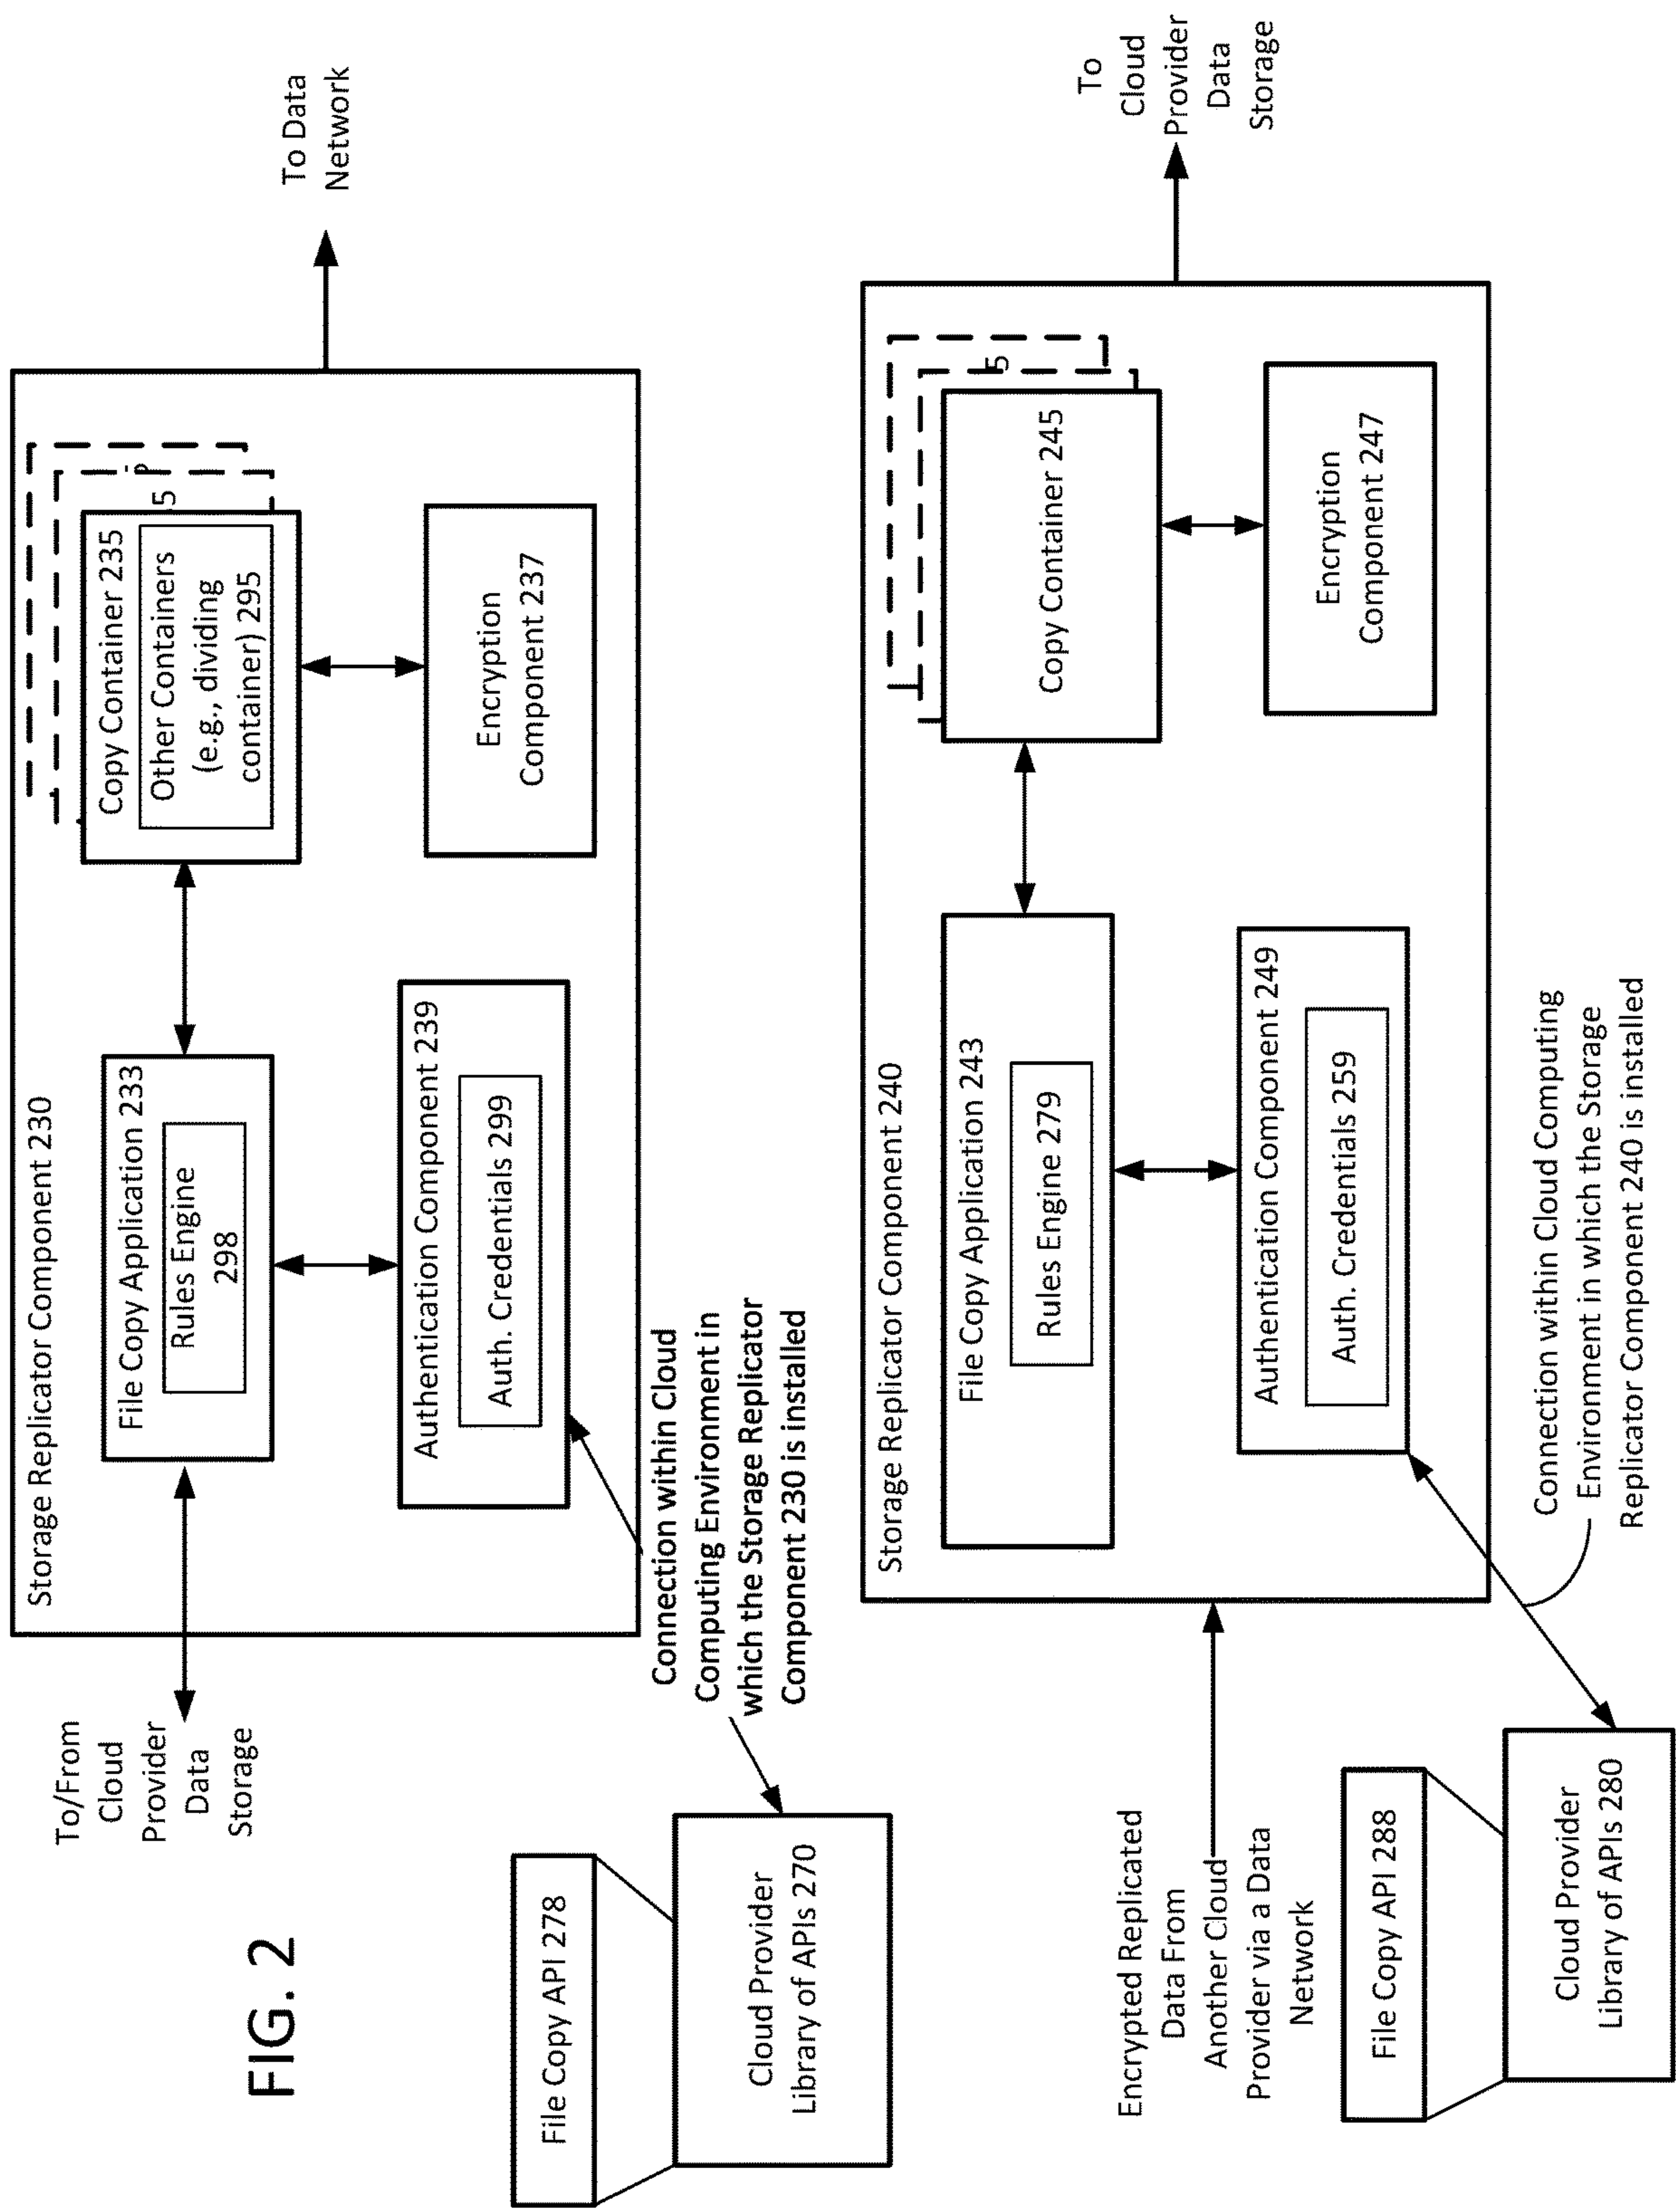 FIG. 2
To/From
Cloud
Provider
Data
Storage
Storage Replicator Component 230
File Copy Application 233
Rules Engine
298
Copy Container 235
Other Containers
(e.g., dividing
container) 295
5
Authentication Component 239
Auth. Credentials 299
Encryption
Component 237
To Data
Network
File Copy API 278
Cloud Provider
Library of APIs 270
Connection within Cloud
Computing Environment in
which the Storage Replicator
Component 230 is installed
Encrypted Replicated
Data From
Another Cloud
Provider via a Data
Network
Storage Replicator Component 240
File Copy Application 243
Rules Engine 279
Copy Container 245
5
Authentication Component 249
Auth. Credentials 259
Encryption
Component 247
To
Cloud
Provider
Data
Storage
File Copy API 288
Cloud Provider
Library of APIs 280
Connection within Cloud Computing
Environment in which the Storage
Replicator Component 240 is installed